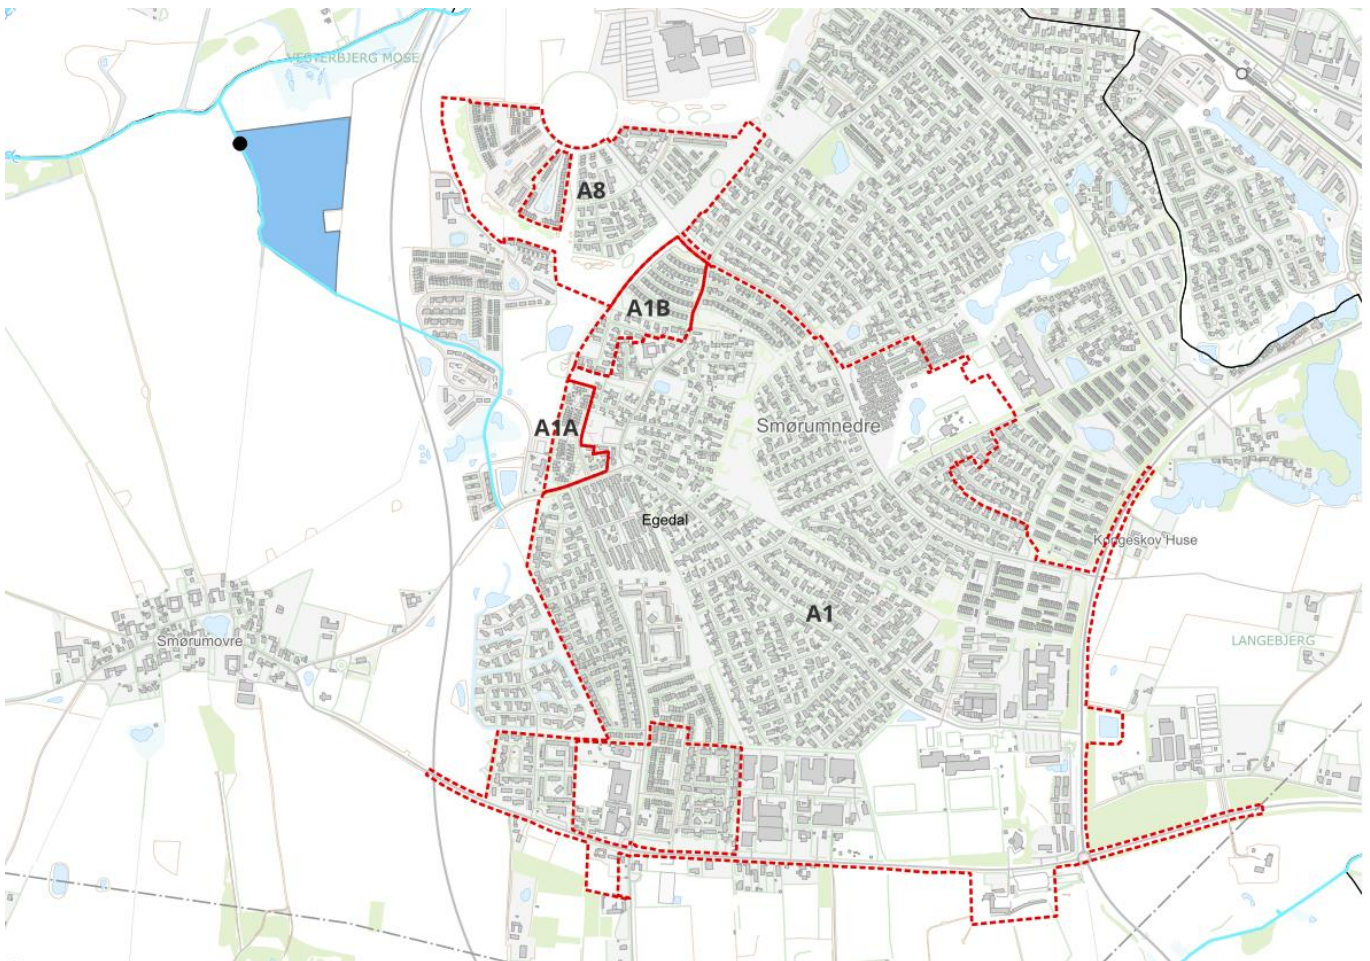 VESTERBJERG MOSE
A8
A1B
A1A
Smørumnedre
Egedal
Kongeskov Huse
A1
Smørumovre
LANGEBJERG